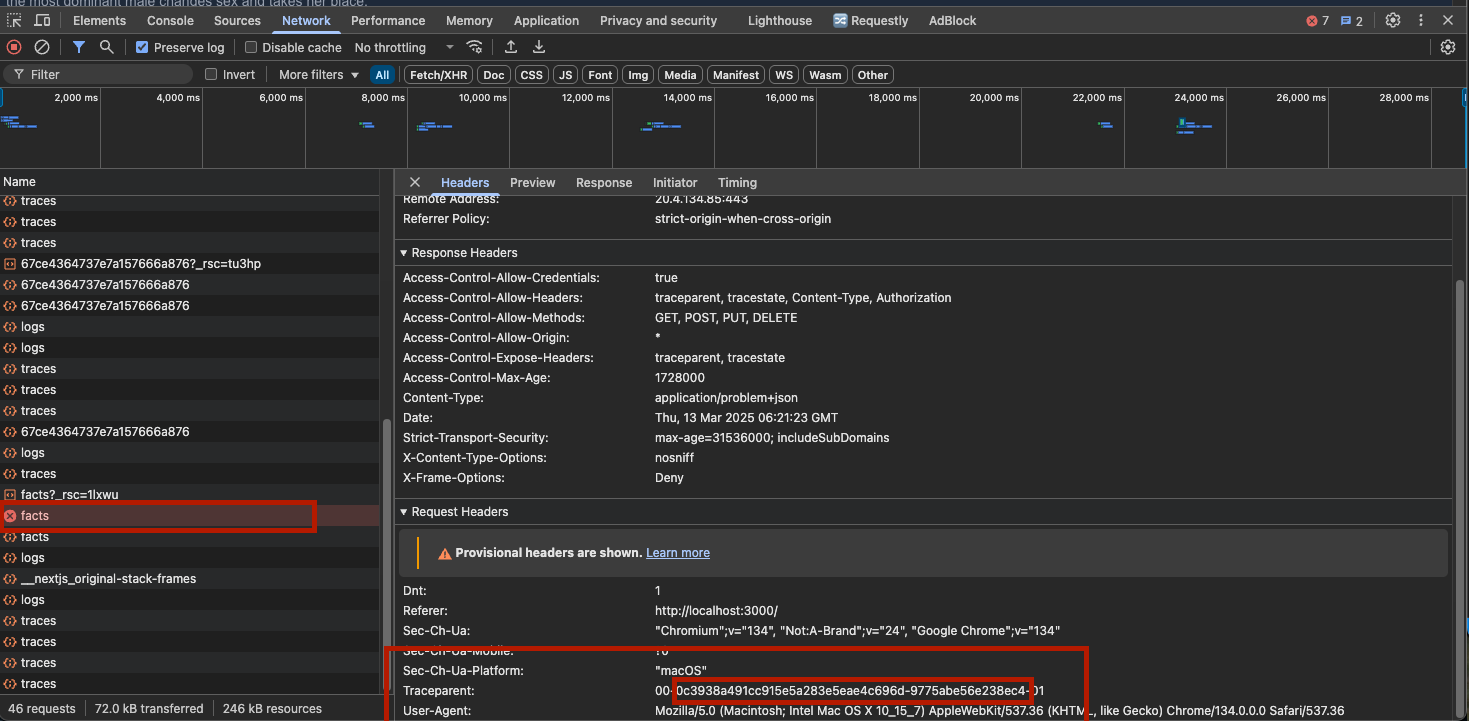 the most dominant male changes sex and takes her place.
Elements Console Sources Network Performance Memory Application Privacy and security Lighthouse Requestly AdBlock 7 2
Preserve log Disable cache No throttling
Filter Invert More filters All Fetch/XHR Doc CSS JS Font Img Media Manifest WS Wasm Other
2,000 ms 4,000 ms 6,000 ms 8,000 ms 10,000 ms 12,000 ms 14,000 ms 16,000 ms 18,000 ms 20,000 ms 22,000 ms 24,000 ms 26,000 ms 28,000 ms
Name
traces
traces
traces
67ce4364737e7a157666a876?_rsc=tu3hp
67ce4364737e7a157666a876
67ce4364737e7a157666a876
logs
logs
traces
traces
traces
67ce4364737e7a157666a876
logs
traces
facts?_rsc=1lxwu
facts
facts
logs
__nextjs_original-stack-frames
logs
traces
traces
traces
traces
46 requests 72.0 kB transferred 246 kB resources
Headers Preview Response Initiator Timing
Remote Address: 20.4.134.85:443
Referrer Policy: strict-origin-when-cross-origin
Response Headers
Access-Control-Allow-Credentials: true
Access-Control-Allow-Headers: traceparent, tracestate, Content-Type, Authorization
Access-Control-Allow-Methods: GET, POST, PUT, DELETE
Access-Control-Allow-Origin: *
Access-Control-Expose-Headers: traceparent, tracestate
Access-Control-Max-Age: 1728000
Content-Type: application/problem+json
Date: Thu, 13 Mar 2025 06:21:23 GMT
Strict-Transport-Security: max-age=31536000; includeSubDomains
X-Content-Type-Options: nosniff
X-Frame-Options: Deny
Request Headers
Provisional headers are shown. Learn more
Dnt: 1
Referer: http://localhost:3000/
Sec-Ch-Ua: "Chromium";v="134", "Not:A-Brand";v="24", "Google Chrome";v="134"
Sec-Ch-Ua-Mobile: ?0
Sec-Ch-Ua-Platform: "macOS"
Traceparent: 00-0c3938a491cc915e5a283e5eae4c696d-9775abe56e238ec4-01
User-Agent: Mozilla/5.0 (Macintosh; Intel Mac OS X 10_15_7) AppleWebKit/537.36 (KHTML, like Gecko) Chrome/134.0.0.0 Safari/537.36